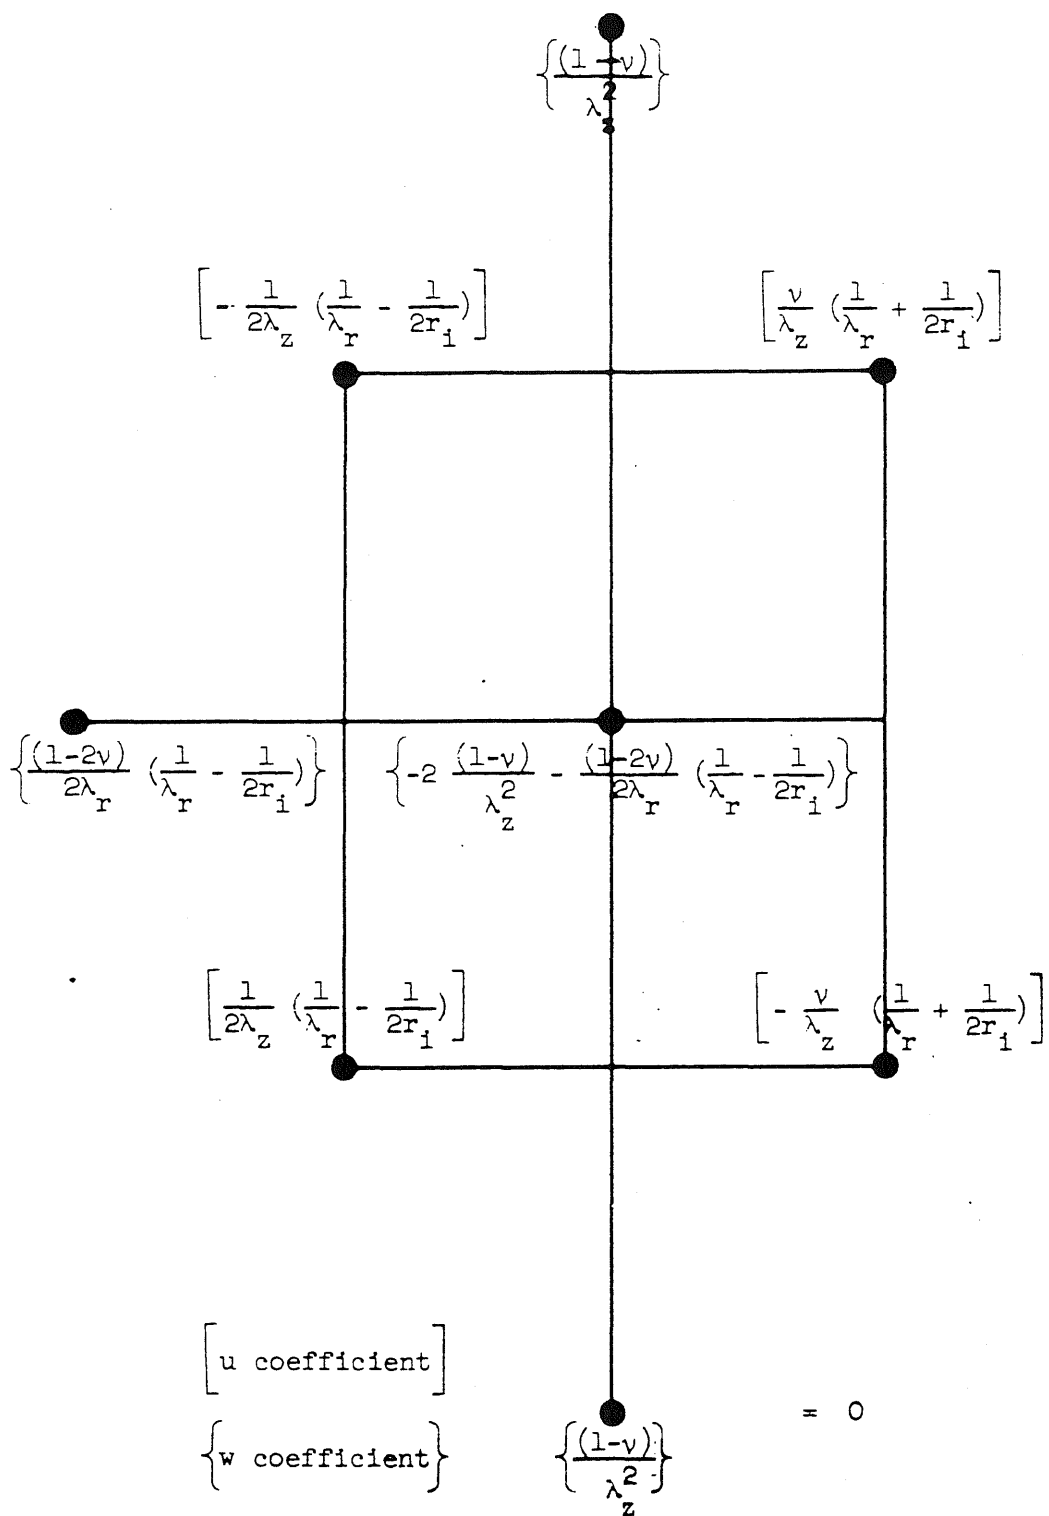 {(1-ν)/λ_z^2}
[- 1/2λ_z (1/λ_r - 1/2r_i)] [ν/λ_z (1/λ_r + 1/2r_i)]
{(1-2ν)/2λ_r (1/λ_r - 1/2r_i)} {-2 (1-ν)/λ_z^2 - (1-2ν)/2λ_r (1/λ_r - 1/2r_i)}
[1/2λ_z (1/λ_r - 1/2r_i)] [- ν/λ_z (1/λ_r + 1/2r_i)]
[u coefficient]
= 0
{w coefficient} {(1-ν)/λ_z^2}